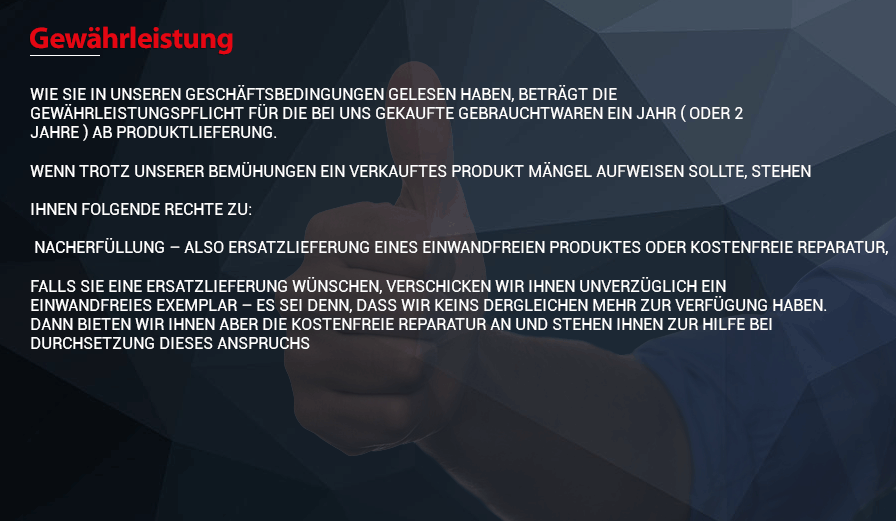 Gewährleistung
WIE SIE IN UNSEREN GESCHÄFTSBEDINGUNGEN GELESEN HABEN, BETRÄGT DIE
GEWÄHRLEISTUNGSPFLICHT FÜR DIE BEI UNS GEKAUFTE GEBRAUCHTWAREN EIN JAHR ( ODER 2
JAHRE ) AB PRODUKTLIEFERUNG.
WENN TROTZ UNSERER BEMÜHUNGEN EIN VERKAUFTES PRODUKT MÄNGEL AUFWEISEN SOLLTE, STEHEN
IHNEN FOLGENDE RECHTE ZU:
NACHERFÜLLUNG – ALSO ERSATZLIEFERUNG EINES EINWANDFREIEN PRODUKTES ODER KOSTENFREIE REPARATUR,
FALLS SIE EINE ERSATZLIEFERUNG WÜNSCHEN, VERSCHICKEN WIR IHNEN UNVERZÜGLICH EIN
EINWANDFREIES EXEMPLAR – ES SEI DENN, DASS WIR KEINS DERGLEICHEN MEHR ZUR VERFÜGUNG HABEN.
DANN BIETEN WIR IHNEN ABER DIE KOSTENFREIE REPARATUR AN UND STEHEN IHNEN ZUR HILFE BEI
DURCHSETZUNG DIESES ANSPRUCHS